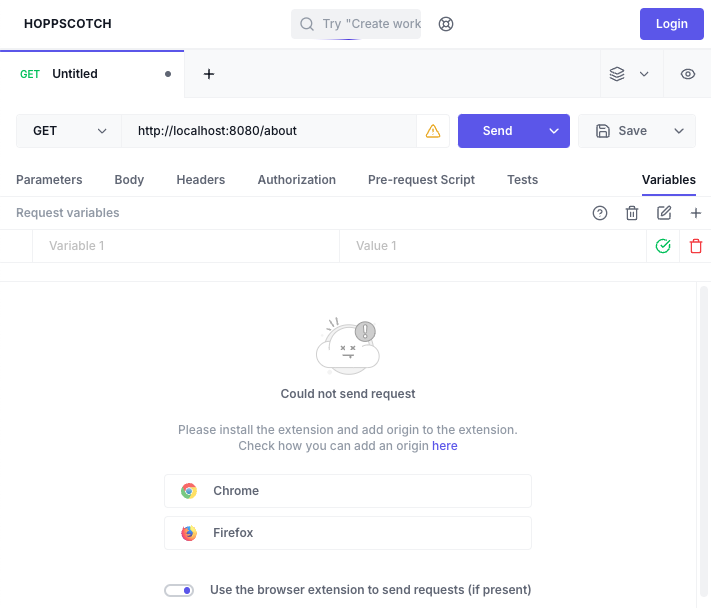 HOPPSCOTCH
Try "Create work
Login
GET Untitled
GET
http://localhost:8080/about
Send
Save
Parameters
Body
Headers
Authorization
Pre-request Script
Tests
Variables
Request variables
Variable 1
Value 1
Could not send request
Please install the extension and add origin to the extension.
Check how you can add an origin here
Chrome
Firefox
Use the browser extension to send requests (if present)